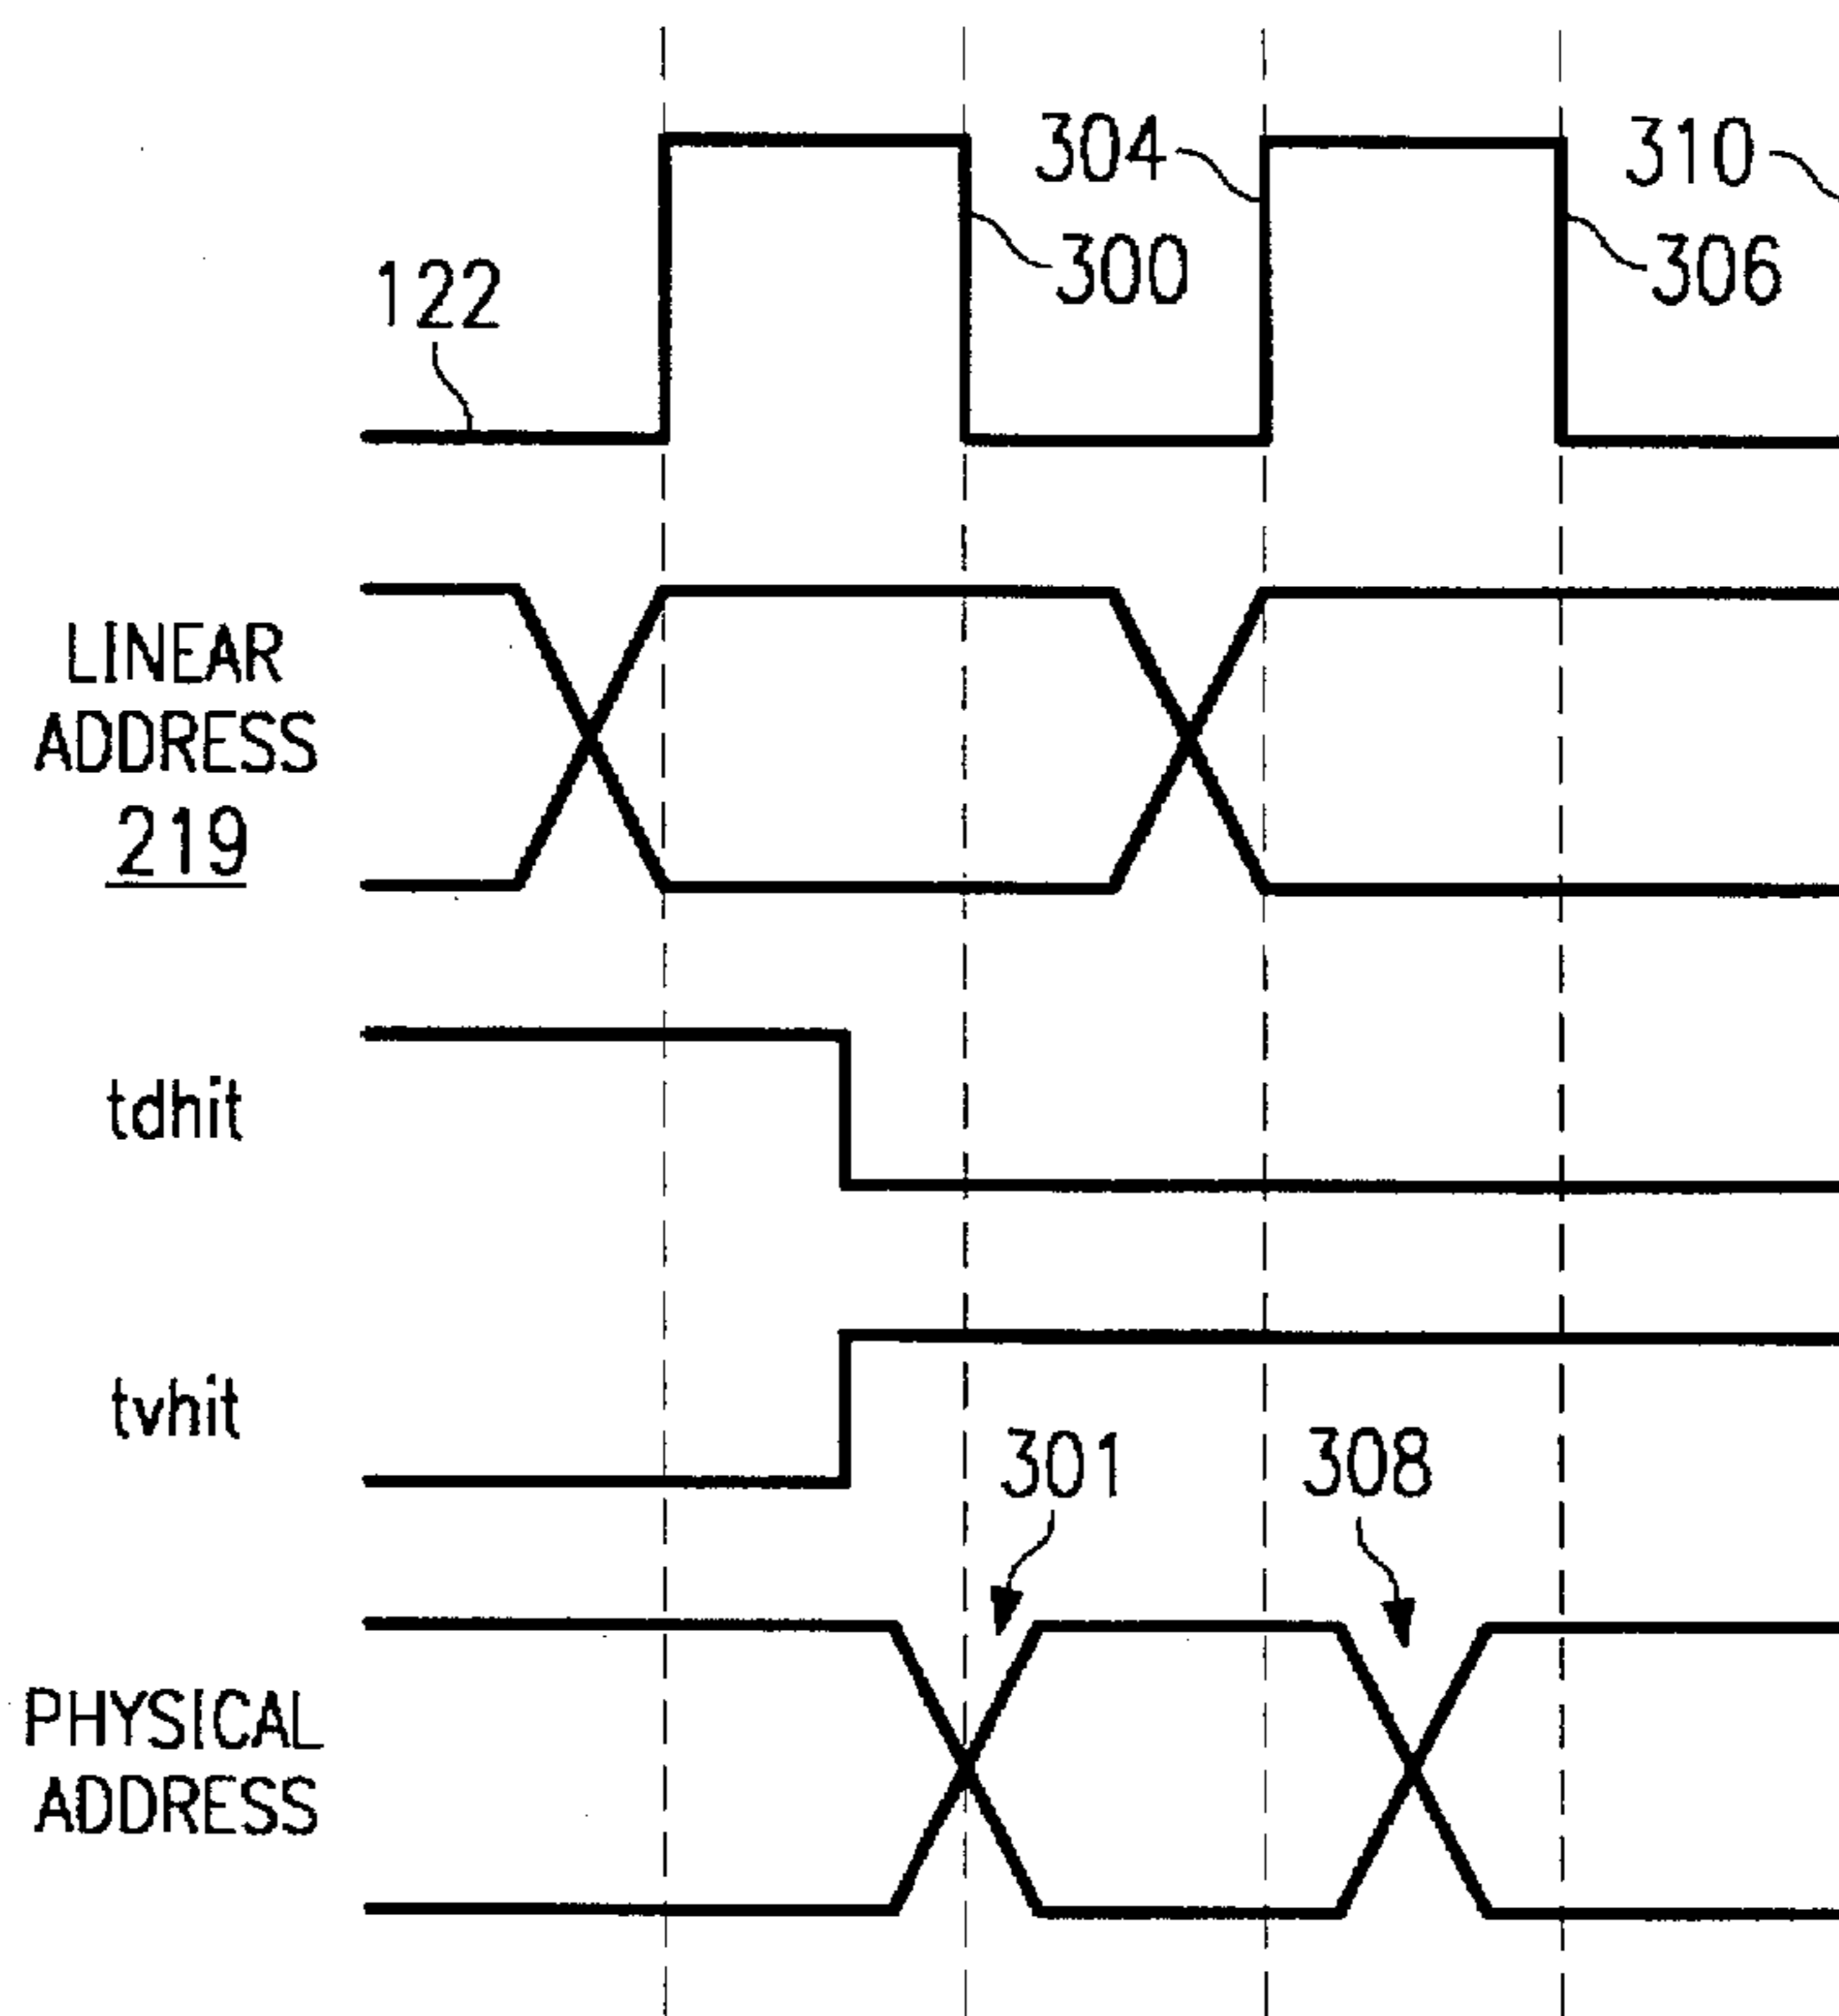 304
310
300
306
122
LINEAR
ADDRESS
219
tdhit
tvhit
301
308
PHYSICAL
ADDRESS